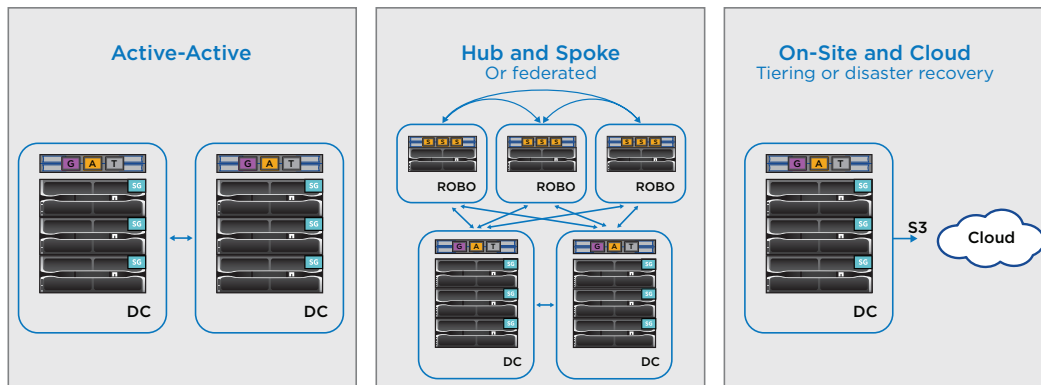 Active-Active
G A T
SG
SG
SG
DC
G A T
SG
SG
SG
DC
Hub and Spoke
Or federated
S S S
ROBO
S S S
ROBO
S S S
ROBO
G A T
SG
SG
SG
DC
G A T
SG
SG
SG
DC
On-Site and Cloud
Tiering or disaster recovery
G A T
SG
SG
SG
DC
S3
Cloud